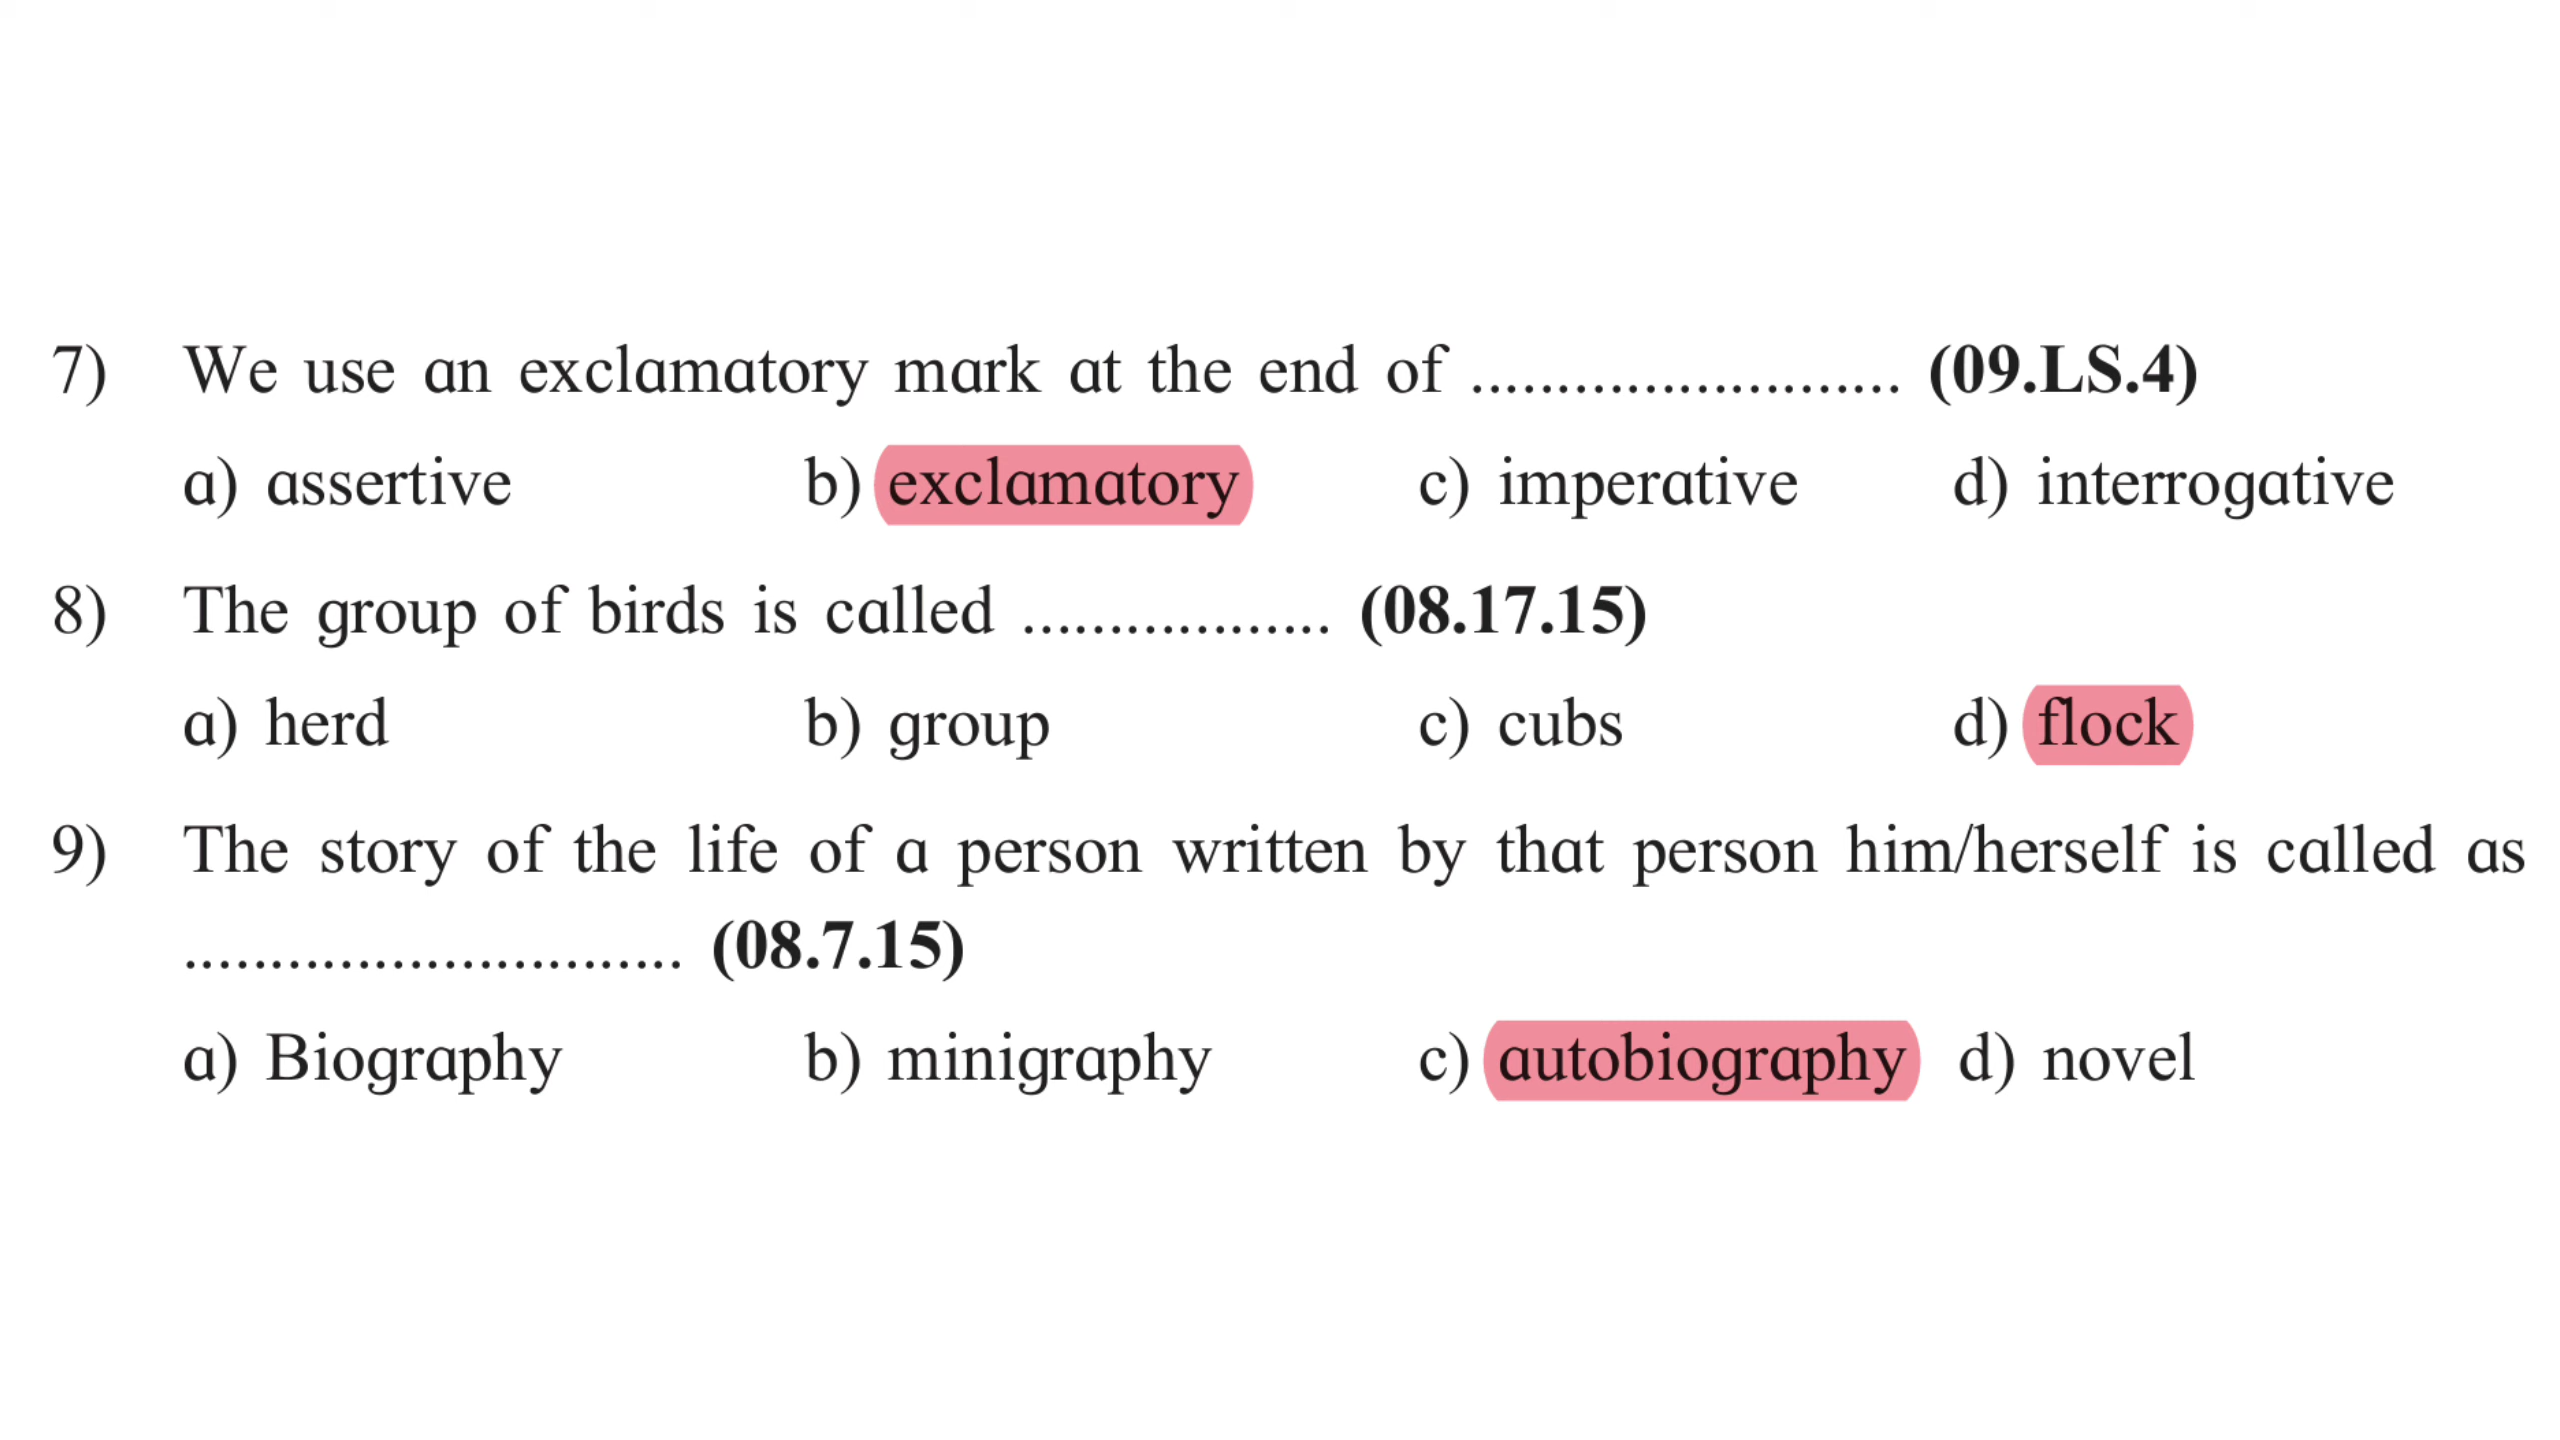 7) We use an exclamatory mark at the end of ......................... (09.LS.4)
a) assertive b) exclamatory c) imperative d) interrogative
8) The group of birds is called .................. (08.17.15)
a) herd b) group c) cubs d) flock
9) The story of the life of a person written by that person him/herself is called as
............................. (08.7.15)
a) Biography b) minigraphy c) autobiography d) novel